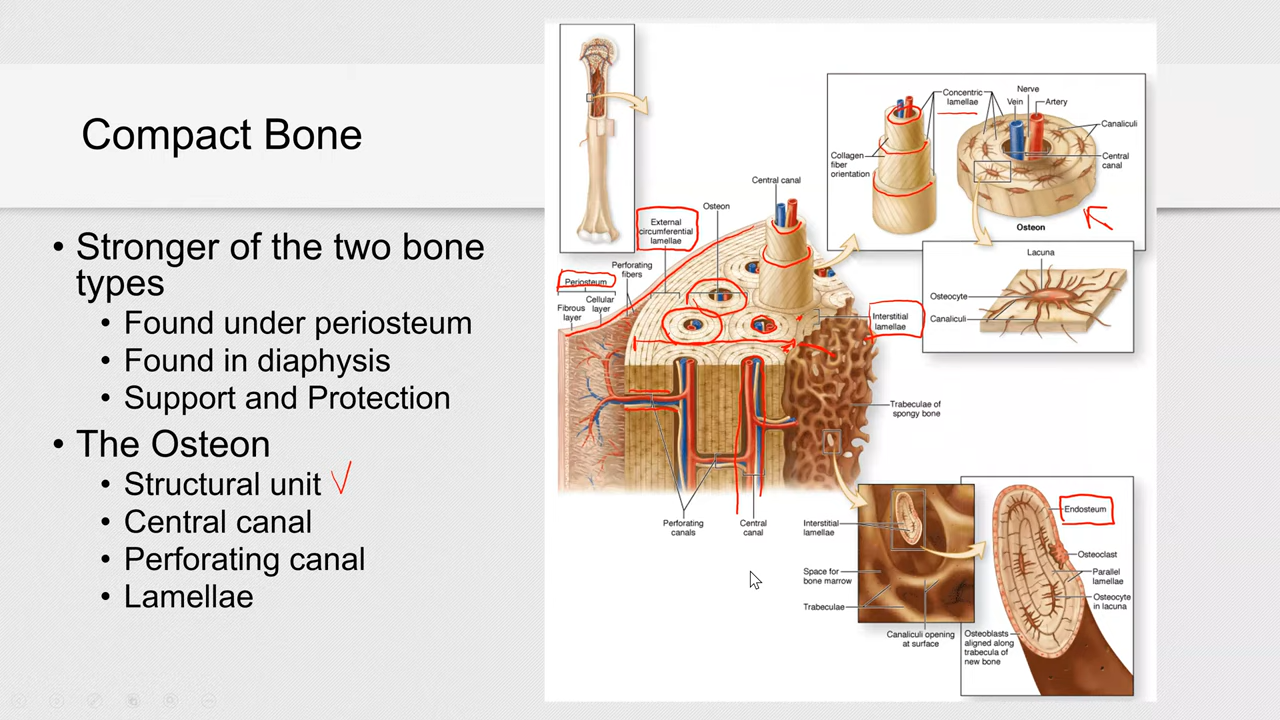 Compact Bone
• Stronger of the two bone
types
• Found under periosteum
• Found in diaphysis
• Support and Protection
• The Osteon
• Structural unit √
• Central canal
• Perforating canal
• Lamellae
Central canal
Osteon
External
circumferential
lamellae
Perforating
fibers
Periosteum
Cellular
layer
Fibrous
layer
Interstitial
lamellae
Trabeculae of
spongy bone
Perforating
canals
Central
canal
Concentric
lamellae
Collagen
fiber
orientation
Nerve
Vein
Artery
Canaliculi
Central
canal
Osteon
Lacuna
Osteocyte
Canaliculi
Interstitial
lamellae
Space for
bone marrow
Trabeculae
Canaliculi opening
at surface
Endosteum
Osteoclast
Parallel
lamellae
Osteocyte
in lacuna
Osteoblasts
aligned along
trabecula of
new bone